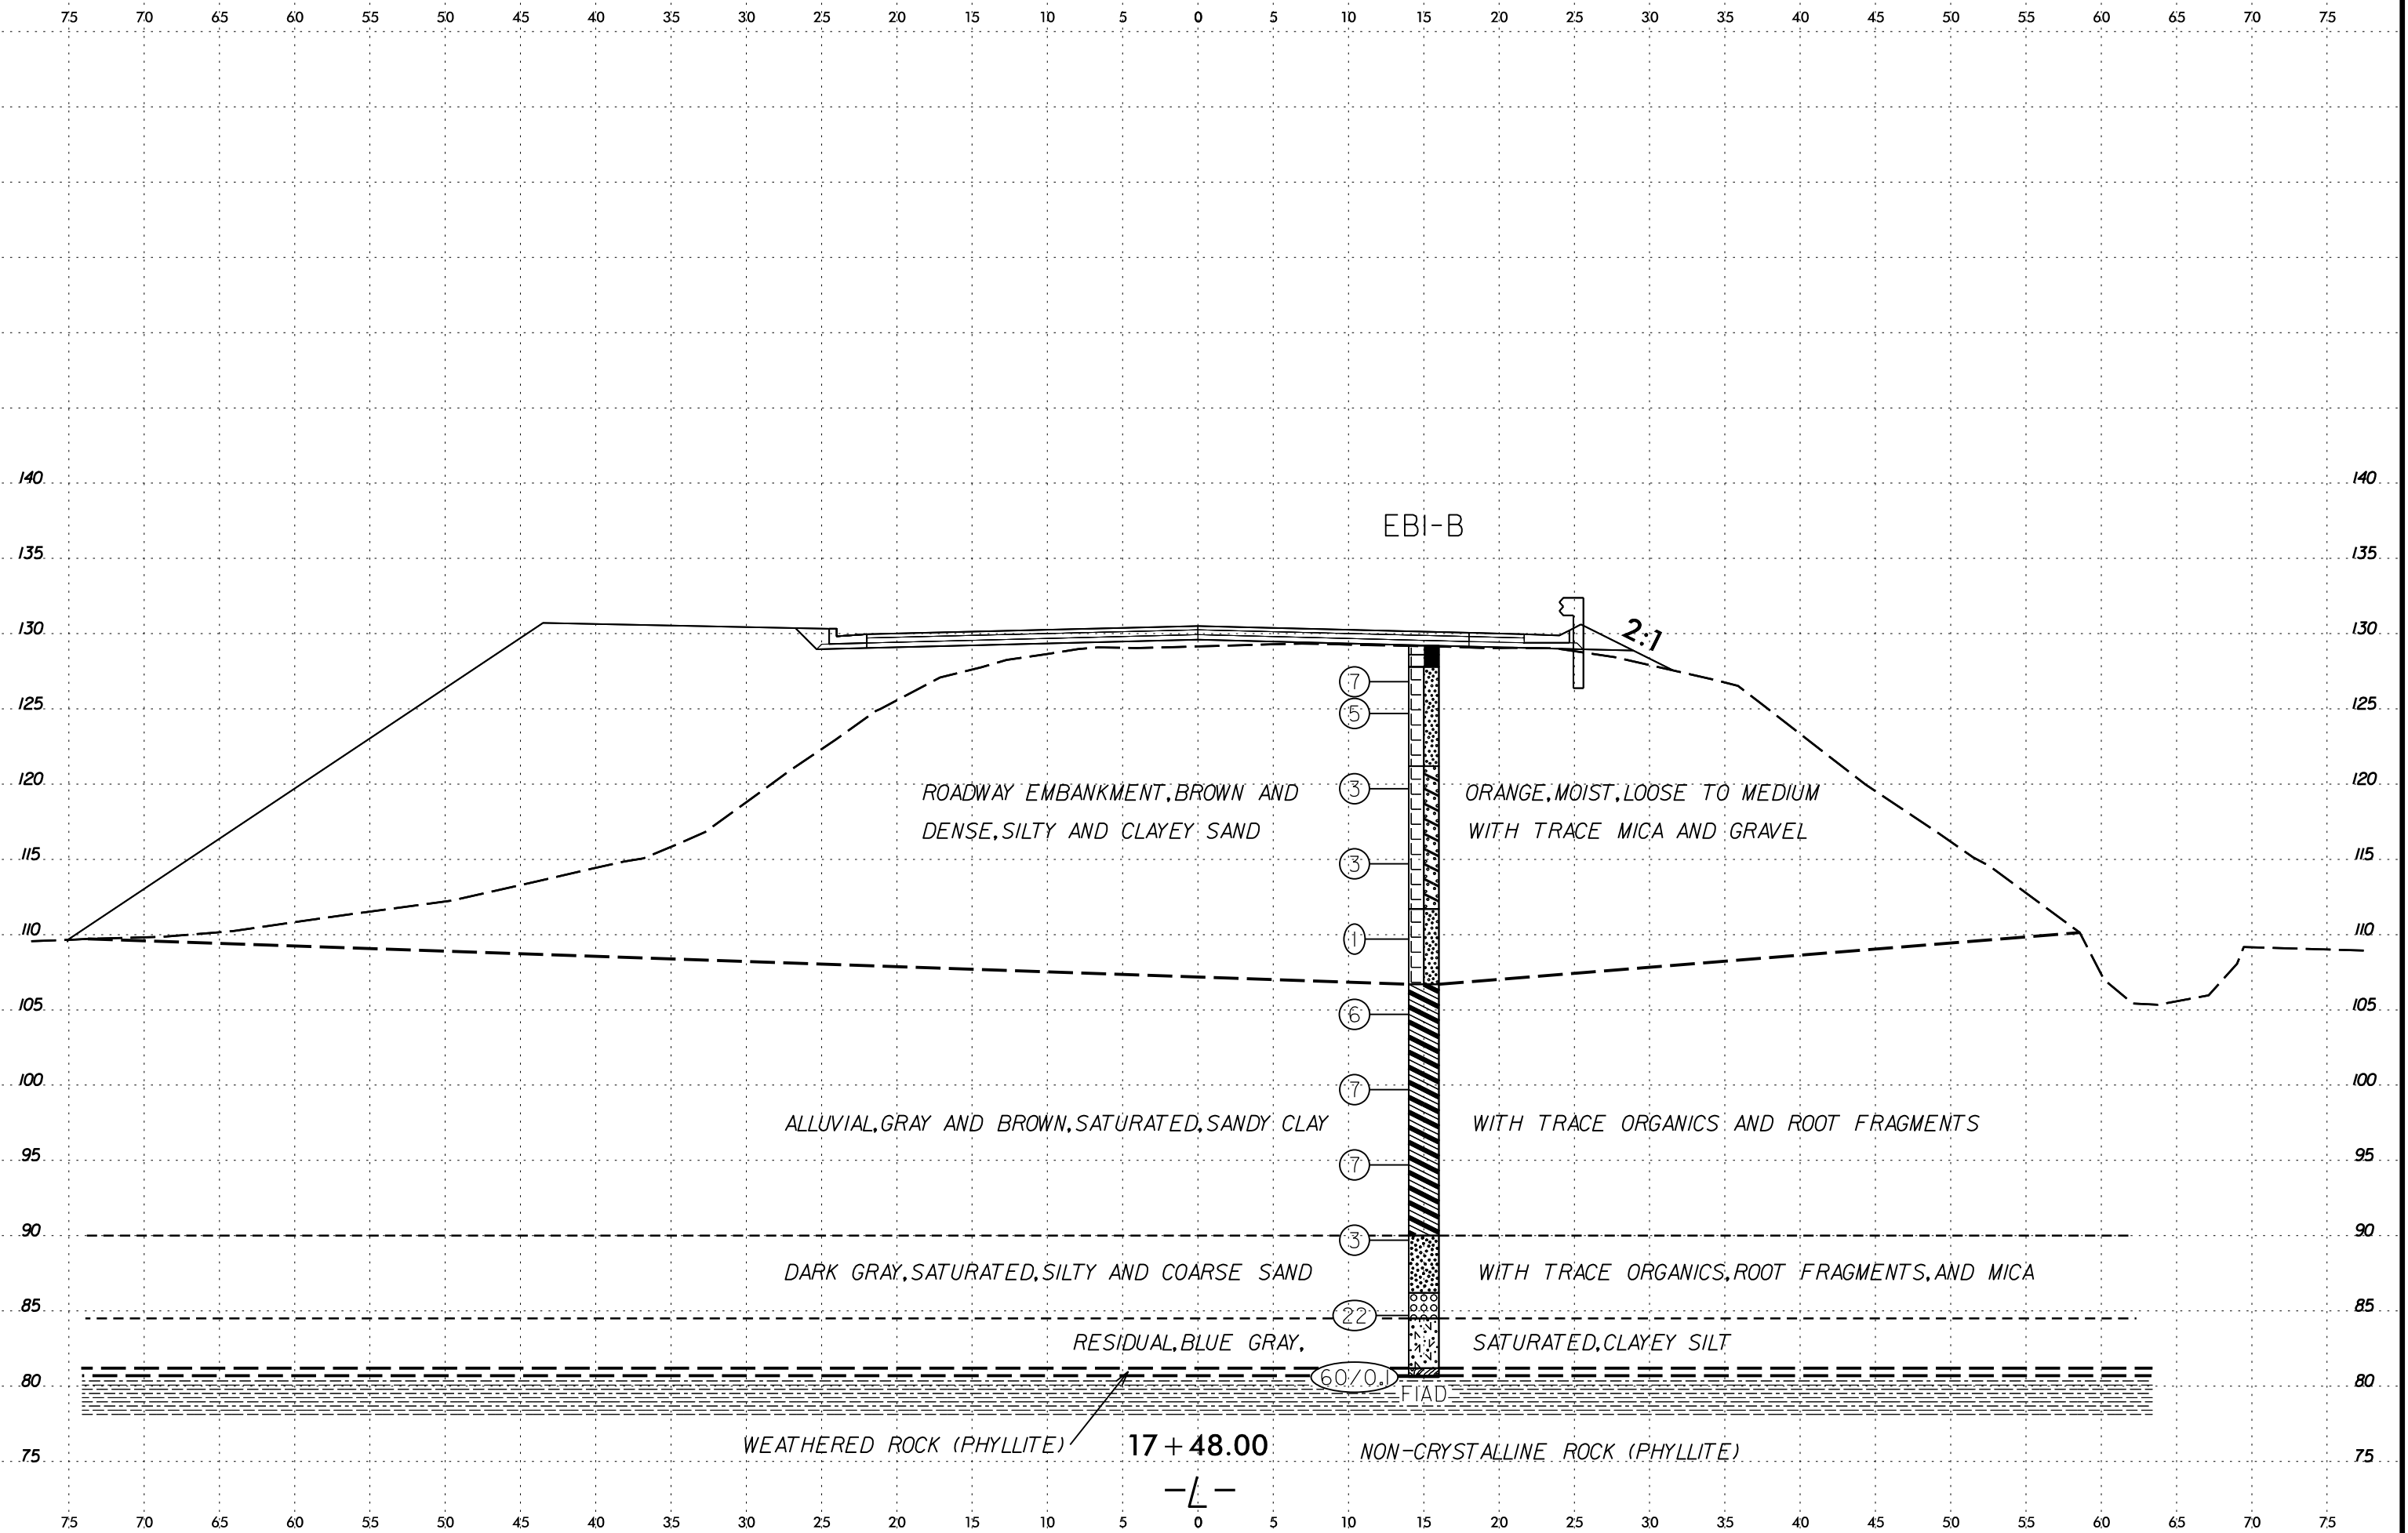 75 70 65 60 55 50 45 40 35 30 25 20 15 10 5 0 5 10 15 20 25 30 35 40 45 50 55 60 65 70 75
140 140
EB1-B
135 135
130 2:1 130
7
125 5 125
120 120
ROADWAY EMBANKMENT, BROWN AND 3 ORANGE, MOIST, LOOSE TO MEDIUM
DENSE, SILTY AND CLAYEY SAND WITH TRACE MICA AND GRAVEL
115 3 115
110 1 110
105 6 105
100 7 100
ALLUVIAL, GRAY AND BROWN, SATURATED, SANDY CLAY WITH TRACE ORGANICS AND ROOT FRAGMENTS
95 7 95
90 3 90
DARK GRAY, SATURATED, SILTY AND COARSE SAND WITH TRACE ORGANICS, ROOT FRAGMENTS, AND MICA
85 22 85
RESIDUAL, BLUE GRAY, SATURATED, CLAYEY SILT
80 60/0.1 80
FIAD
WEATHERED ROCK (PHYLLITE) 17+48.00 NON-CRYSTALLINE ROCK (PHYLLITE)
75 75
-L-
75 70 65 60 55 50 45 40 35 30 25 20 15 10 5 0 5 10 15 20 25 30 35 40 45 50 55 60 65 70 75